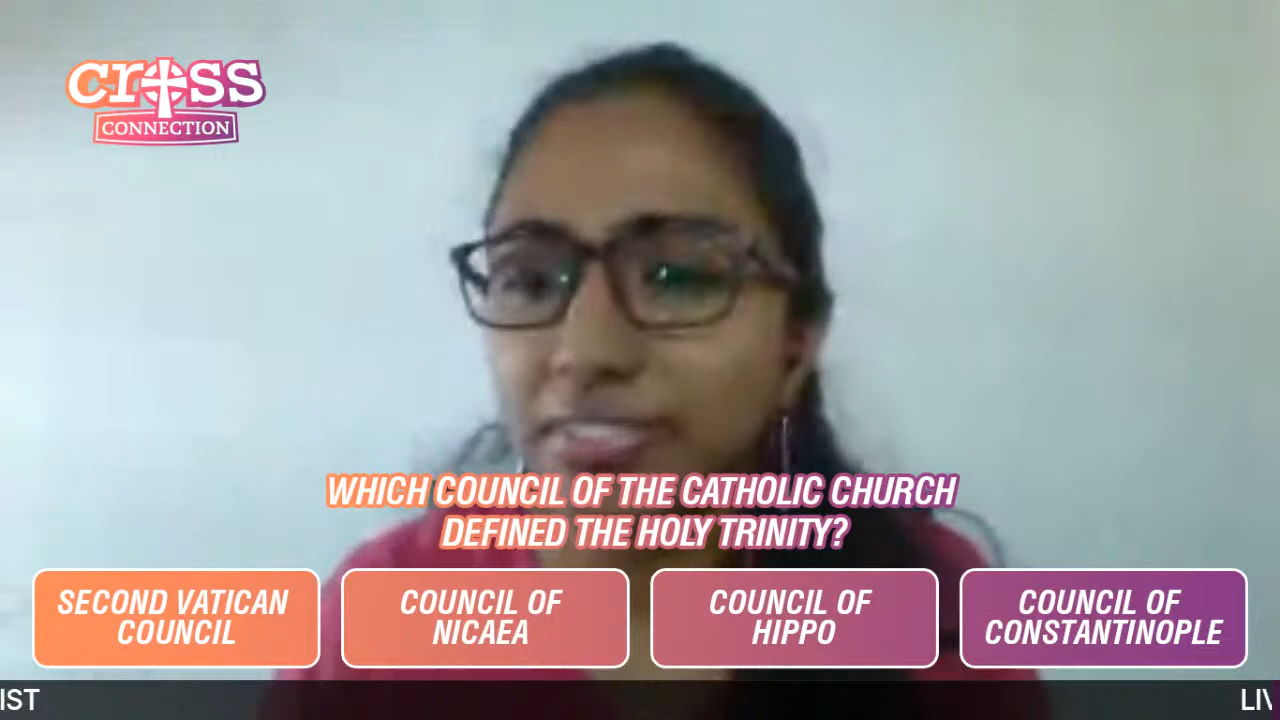 CROSS
CONNECTION
WHICH COUNCIL OF THE CATHOLIC CHURCH
DEFINED THE HOLY TRINITY?
SECOND VATICAN
COUNCIL
COUNCIL OF
NICAEA
COUNCIL OF
HIPPO
COUNCIL OF
CONSTANTINOPLE